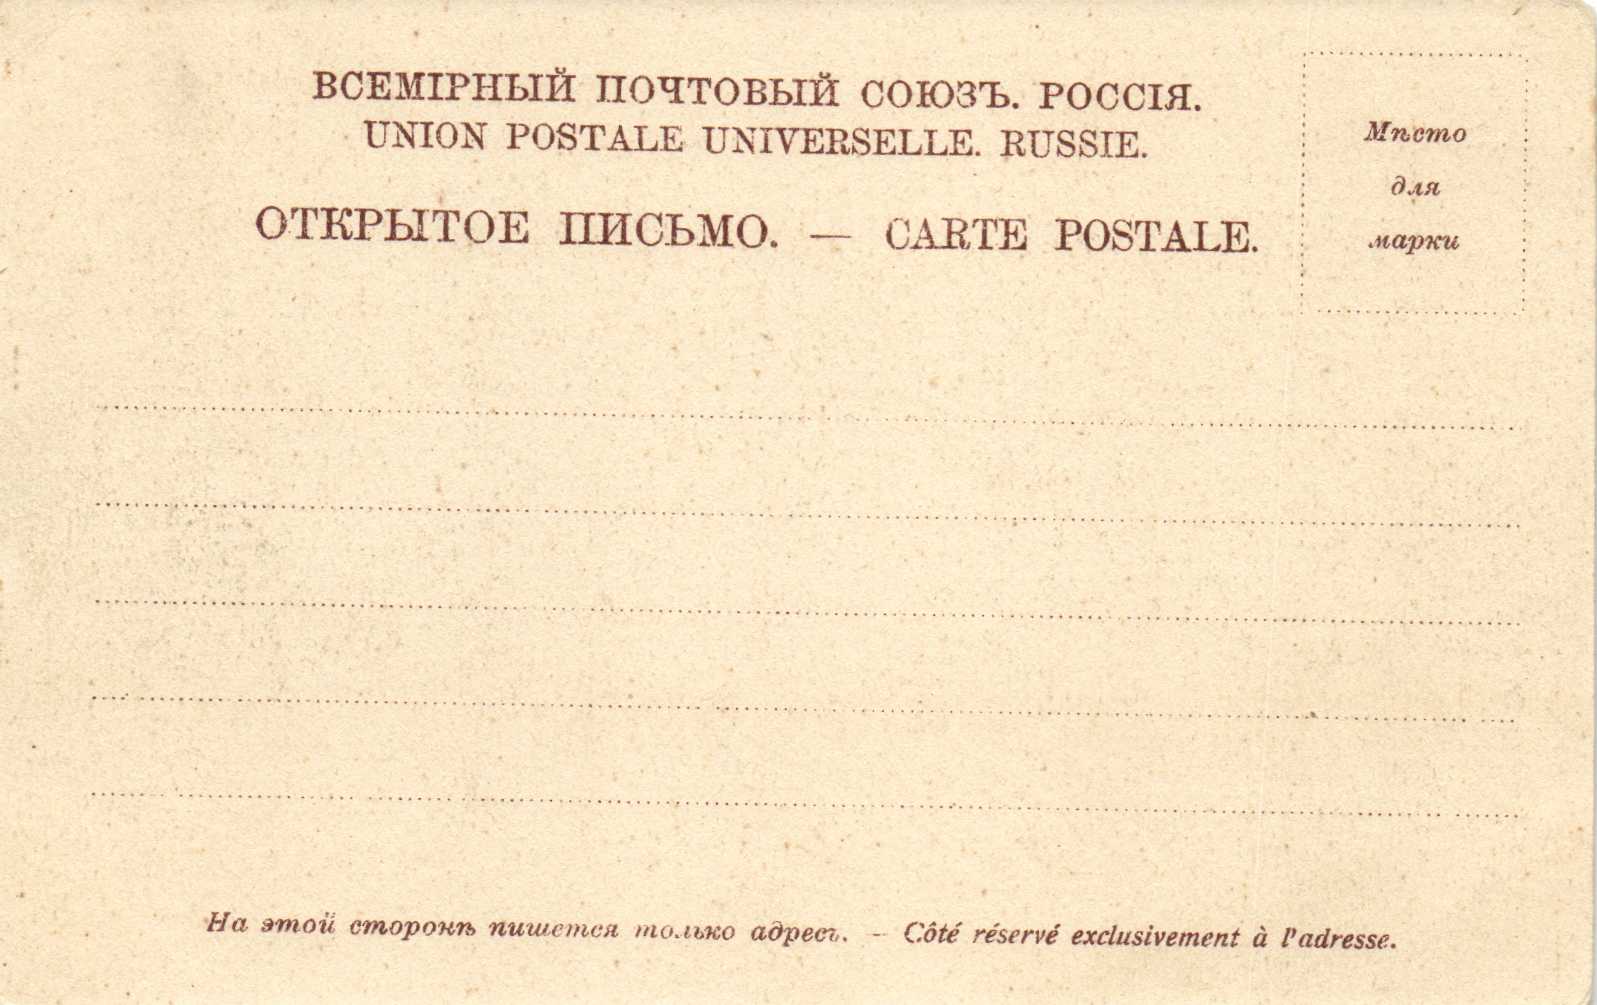 ВСЕМІРНЫЙ ПОЧТОВЫЙ СОЮЗЪ. РОССІЯ.
UNION POSTALE UNIVERSELLE. RUSSIE.
ОТКРЫТОЕ ПИСЬМО. — CARTE POSTALE.
Мѣсто
для
марки
На этой сторонѣ пишется только адресъ. — Côté réservé exclusivement à l'adresse.